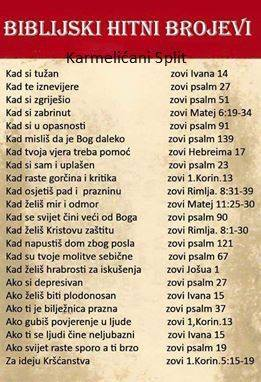 BIBLIJSKI HITNI BROJEVI
Karmelićani Split
Kad si tužan zovi Ivana 14
Kad te iznevijere zovi psalm 27
Kad si zgriješio zovi psalm 51
Kad si zabrinut zovi Matej 6:19-34
Kad si u opasnosti zovi psalm 91
Kad misliš da je Bog daleko zovi psalm 139
Kad tvoja vjera treba pomoć zovi Hebreima 17
Kad si sam i uplašen zovi psalm 23
Kad raste gorčina i kritika zovi 1.Korin.13
Kad osjetiš pad i prazninu zovi Rimlja. 8:31-39
Kad želiš mir i odmor zovi Matej 11:25-30
Kad se svijet čini veći od Boga zovi psalm 90
Kad želiš Kristovu zaštitu zovi Rimlja. 8:1-30
Kad napustiš dom zbog posla zovi psalm 121
Kad su tvoje molitve sebične zovi psalm 67
Kad želiš hrabrosti za iskušenja zovi Jošua 1
Ako si depresivan zovi psalm 27
Ako želiš biti plodonosan zovi Ivana 15
Ako ti je bilježnica prazna zovi psalm 37
Ako gubiš povjerenje u ljude zovi 1,Korin.13
Ako ti se ljudi čine neljubazni zovi Ivana 15
Ako svijet raste sporo a ti brzo zovi psalm 19
Za ideju Kršćanstva zovi 1.Korin.5:15-19